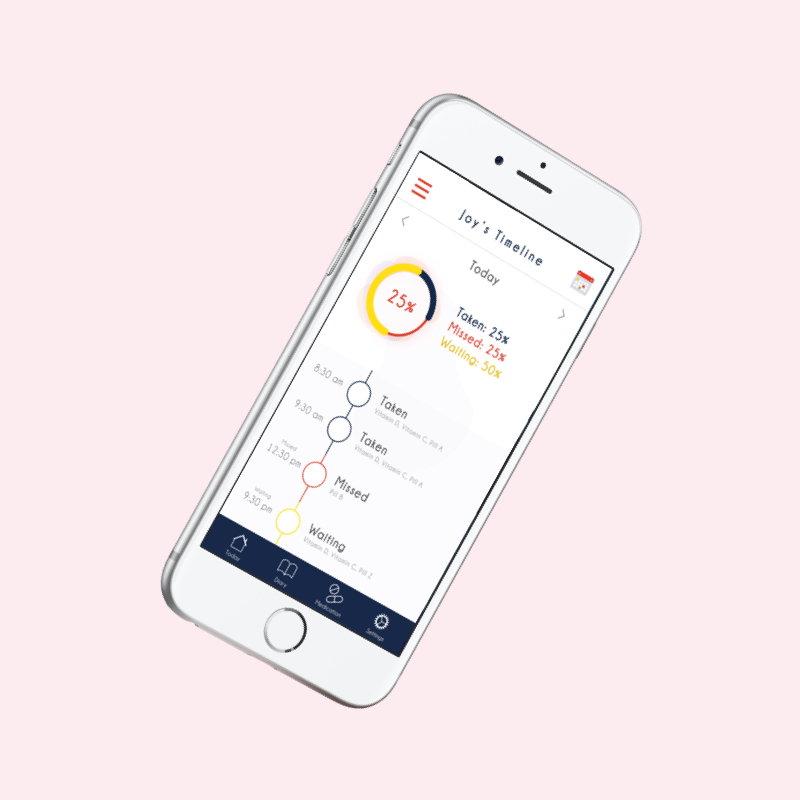 Joy's Timeline
Today
25%
Taken: 25%
Missed: 25%
Waiting: 50%
8:30 am
Taken
Vitamin D, Vitamin C, Pill A
9:30 am
Taken
Vitamin D, Vitamin C, Pill A
Missed
12:30 pm
Missed
Pill B
Waiting
9:30 pm
Waiting
Vitamin D, Vitamin C, Pill Z
Today
Diary
Medication
Settings